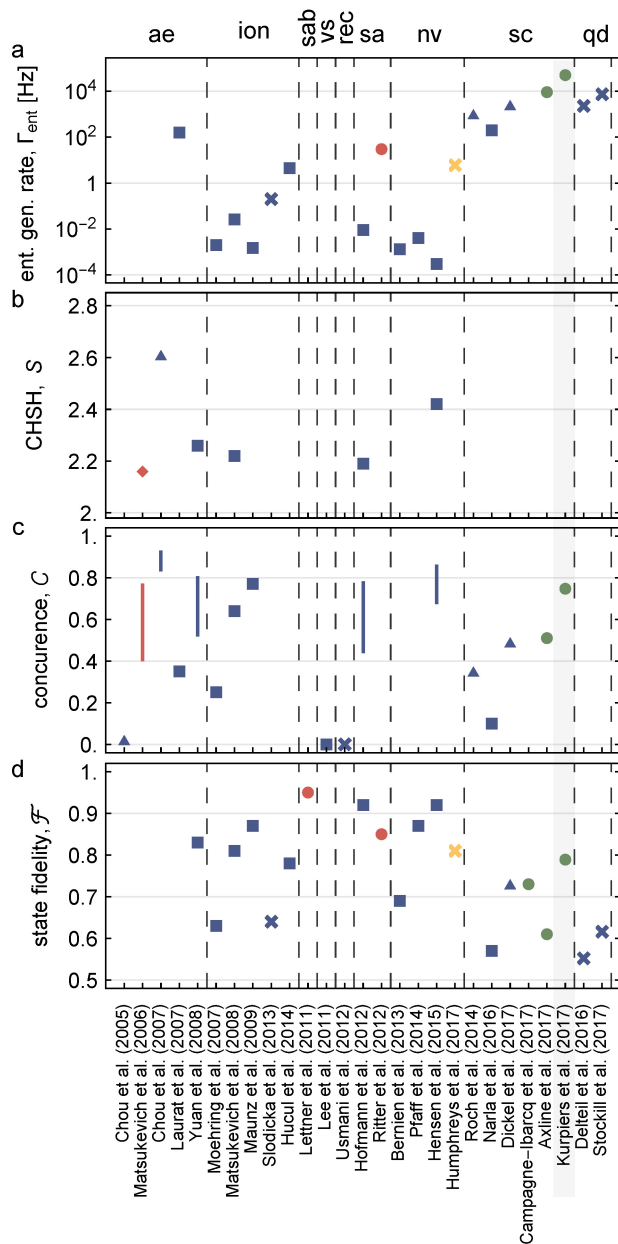 ae ion sab vs rec sa nv sc qd
a
ent. gen. rate, Γent [Hz]
10⁴
10²
1
10⁻²
10⁻⁴
b
CHSH, S
2.8
2.6
2.4
2.2
2.
c
concurence, C
1.
0.8
0.6
0.4
0.2
0.
d
state fidelity, F
1.
0.9
0.8
0.7
0.6
0.5
Chou et al. (2005)
Matsukevich et al. (2006)
Chou et al. (2007)
Laurat et al. (2007)
Yuan et al. (2008)
Moehring et al. (2007)
Matsukevich et al. (2008)
Maunz et al. (2009)
Slodicka et al. (2013)
Hucul et al. (2014)
Lettner et al. (2011)
Lee et al. (2011)
Usmani et al. (2012)
Hofmann et al. (2012)
Ritter et al. (2012)
Bernien et al. (2013)
Pfaff et al. (2014)
Hensen et al. (2015)
Humphreys et al. (2017)
Roch et al. (2014)
Narla et al. (2016)
Dickel et al. (2017)
Campagne−Ibarcq et al. (2017)
Axline et al. (2017)
Kurpiers et al. (2017)
Delteil et al. (2016)
Stockill et al. (2017)